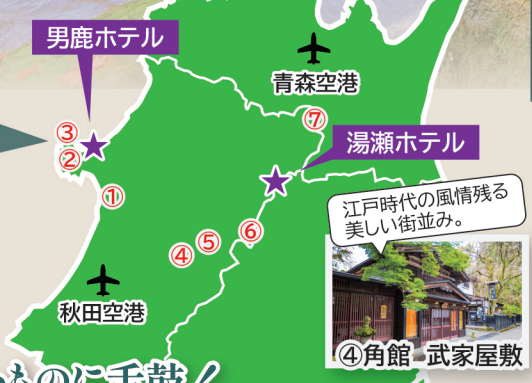 男鹿ホテル
青森空港
⑦
③
湯瀬ホテル
②
①
江戸時代の風情残る
美しい街並み。
⑥
⑤
④
秋田空港
④角館 武家屋敷